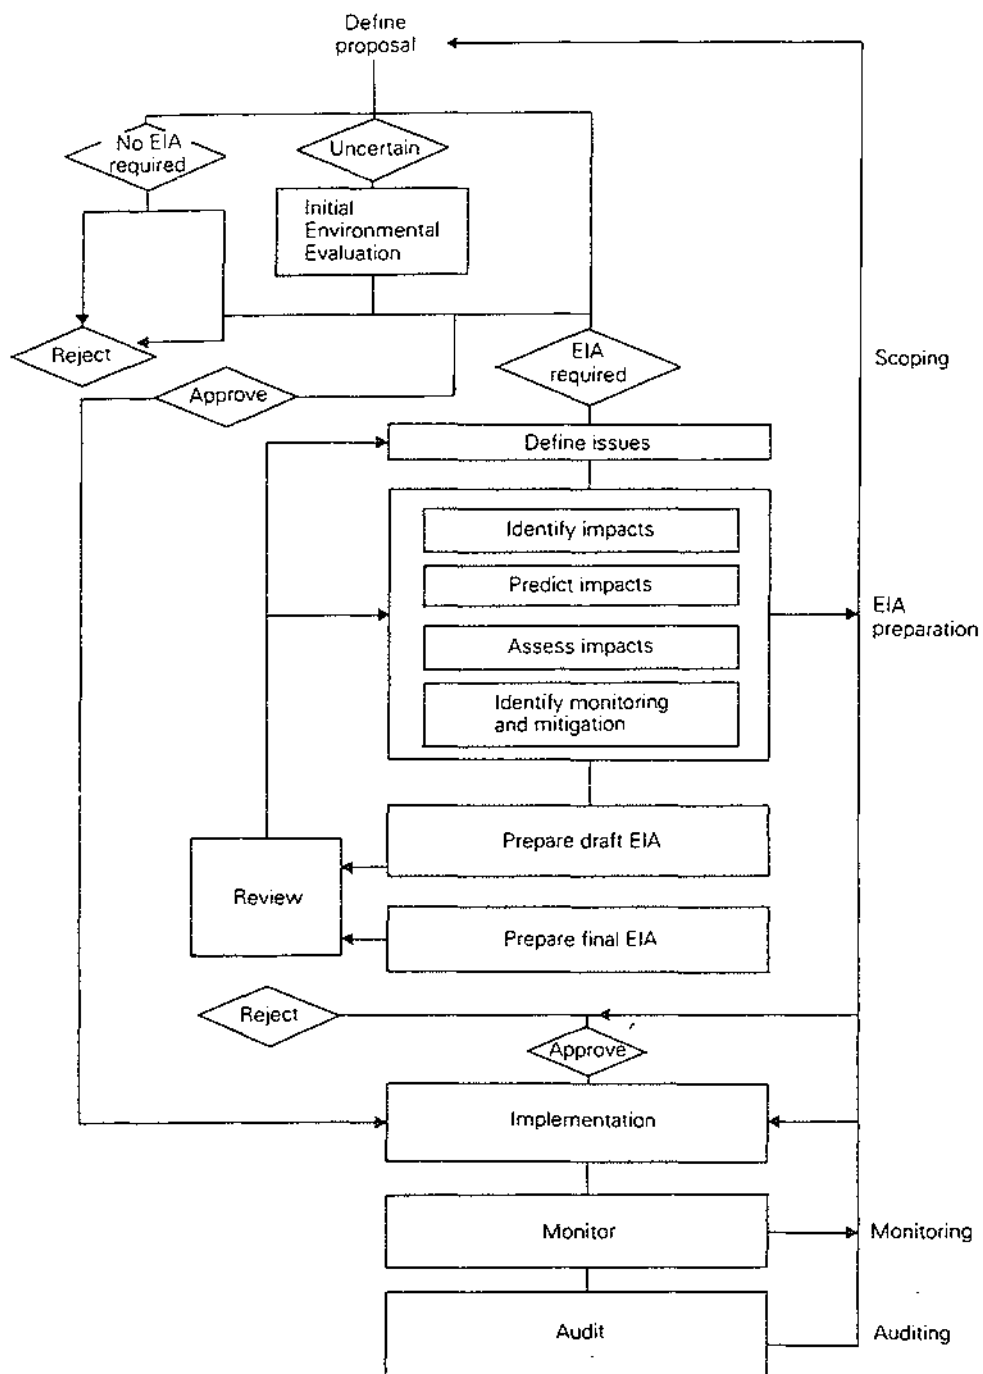 Define
proposal
No EIA
required
Uncertain
Initial
Environmental
Evaluation
Reject
EIA
required
Scoping
Approve
Define issues
Identify impacts
Predict impacts
EIA
preparation
Assess impacts
Identify monitoring
and mitigation
Prepare draft EIA
Review
Prepare final EIA
Reject
Approve
Implementation
Monitor
Monitoring
Audit
Auditing